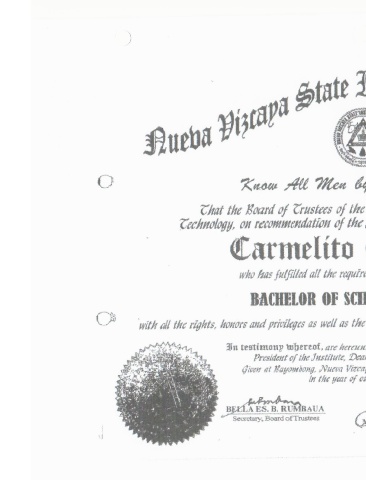 Nueva Vizcaya State I
Know All Men by
That the Board of Trustees of the
Technology, on recommendation of the
Carmelito
who has fulfilled all the require
BACHELOR OF SCI
with all the rights, honors and privileges as well as the
In testimony whereof, are hereun
President of the Institute, Dea
Given at Bayombong, Nueva Vizca
in the year of o
BELLA ES. B. RUMBAUA
Secretary, Board of Trustees